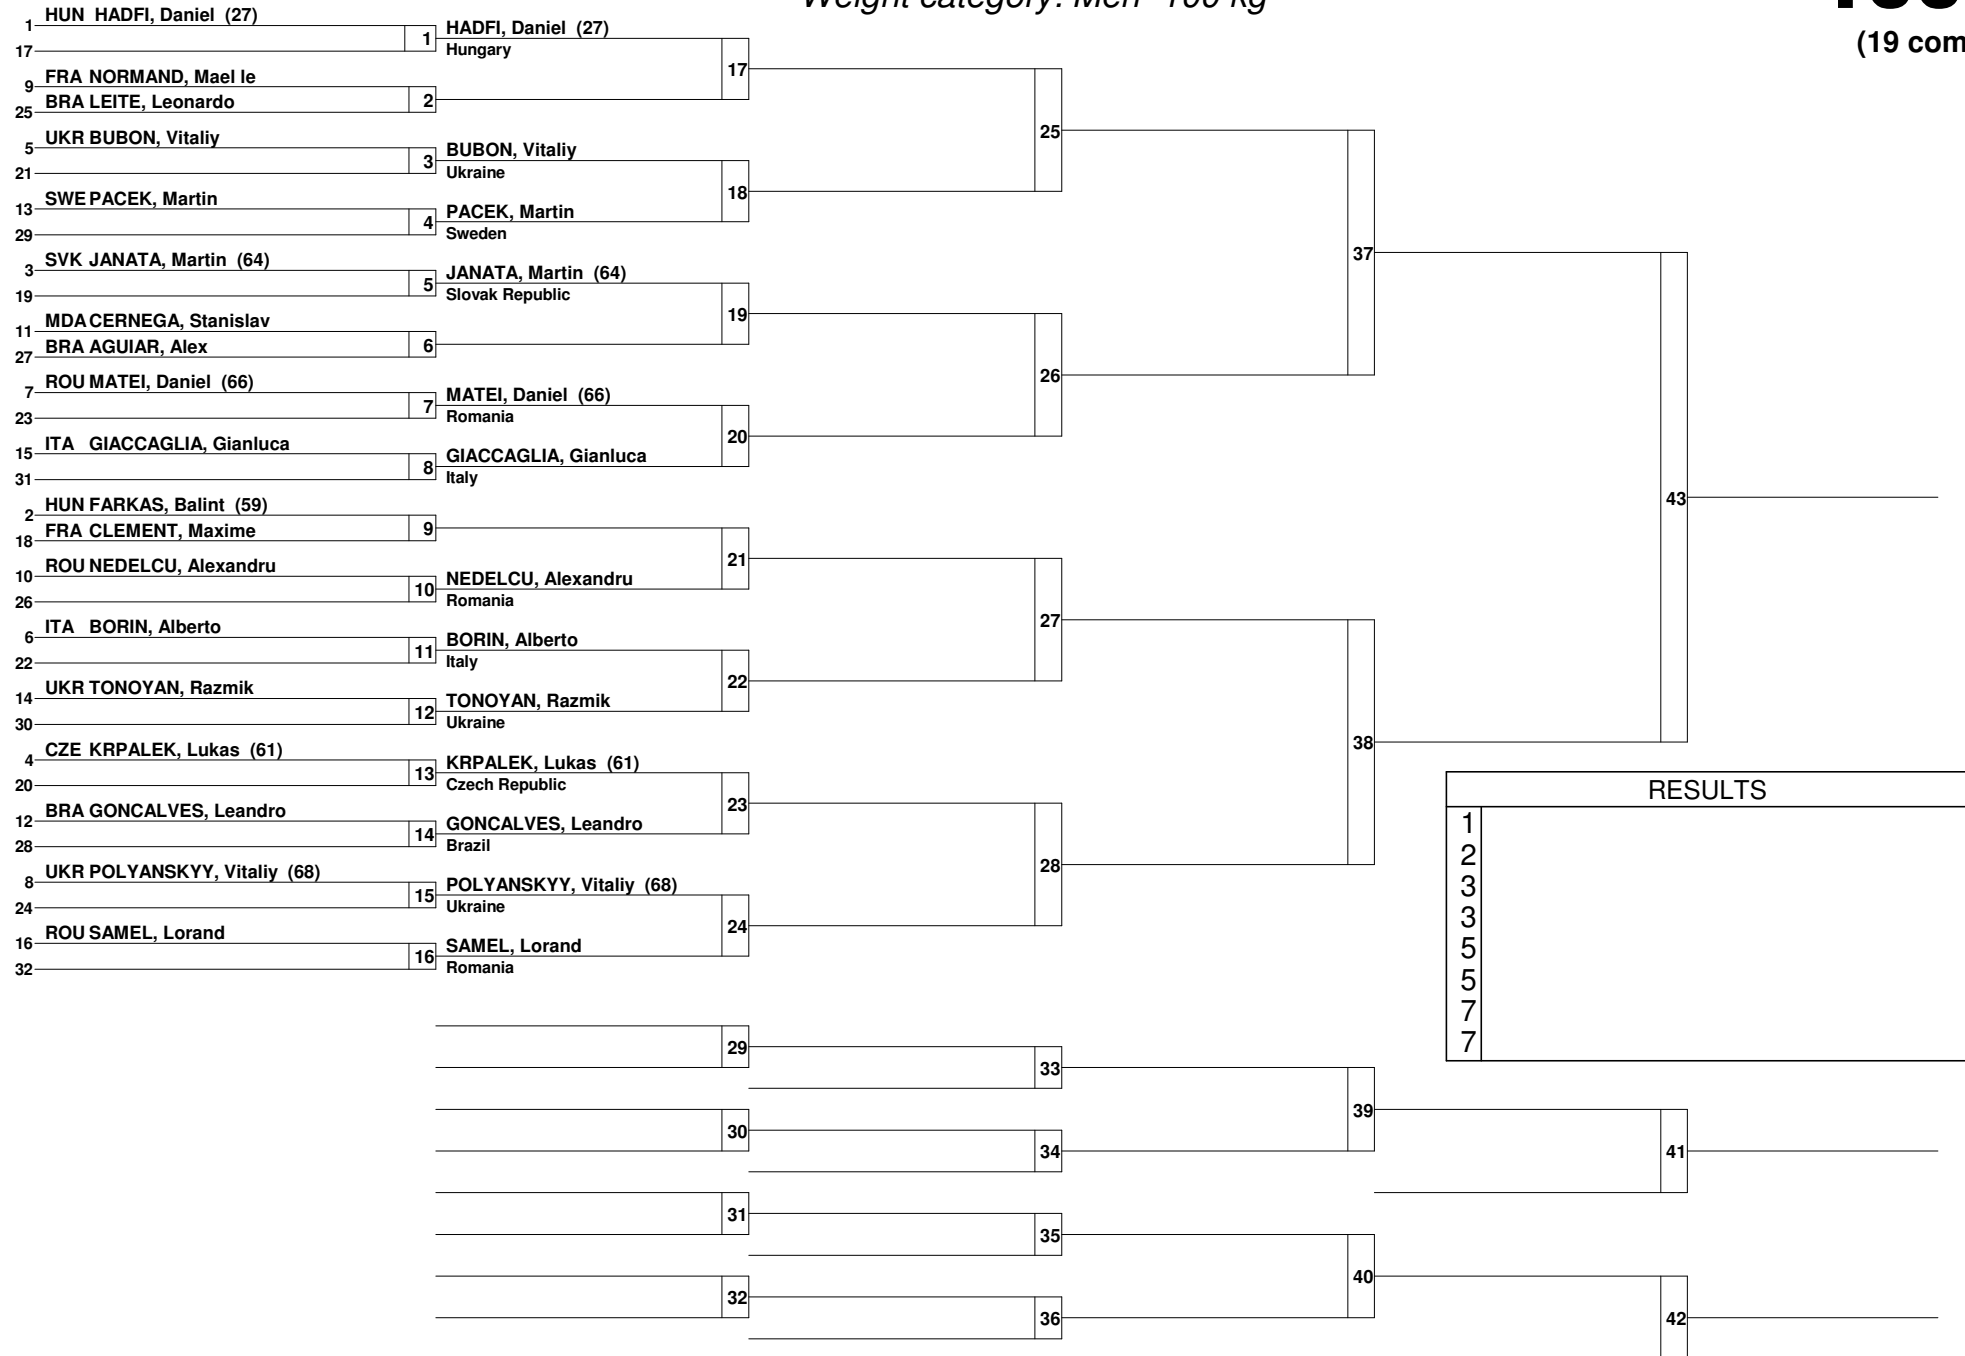 Weight category: Men -100 kg
(19 com
1 HUN HADFI, Daniel (27)
17
1 HADFI, Daniel (27)
Hungary
9 FRA NORMAND, Mael le
25 BRA LEITE, Leonardo
2
17
5 UKR BUBON, Vitaliy
21
3 BUBON, Vitaliy
Ukraine
13 SWE PACEK, Martin
29
4 PACEK, Martin
Sweden
18
25
3 SVK JANATA, Martin (64)
19
5 JANATA, Martin (64)
Slovak Republic
11 MDA CERNEGA, Stanislav
27 BRA AGUIAR, Alex
6
19
7 ROU MATEI, Daniel (66)
23
7 MATEI, Daniel (66)
Romania
15 ITA GIACCAGLIA, Gianluca
31
8 GIACCAGLIA, Gianluca
Italy
20
26
37
2 HUN FARKAS, Balint (59)
18 FRA CLEMENT, Maxime
9
10 ROU NEDELCU, Alexandru
26
10 NEDELCU, Alexandru
Romania
21
6 ITA BORIN, Alberto
22
11 BORIN, Alberto
Italy
14 UKR TONOYAN, Razmik
30
12 TONOYAN, Razmik
Ukraine
22
27
4 CZE KRPALEK, Lukas (61)
20
13 KRPALEK, Lukas (61)
Czech Republic
12 BRA GONCALVES, Leandro
28
14 GONCALVES, Leandro
Brazil
23
8 UKR POLYANSKYY, Vitaliy (68)
24
15 POLYANSKYY, Vitaliy (68)
Ukraine
16 ROU SAMEL, Lorand
32
16 SAMEL, Lorand
Romania
24
28
38
43
RESULTS
1
2
3
3
5
5
7
7
29
33
30
34
39
41
31
35
32
36
40
42